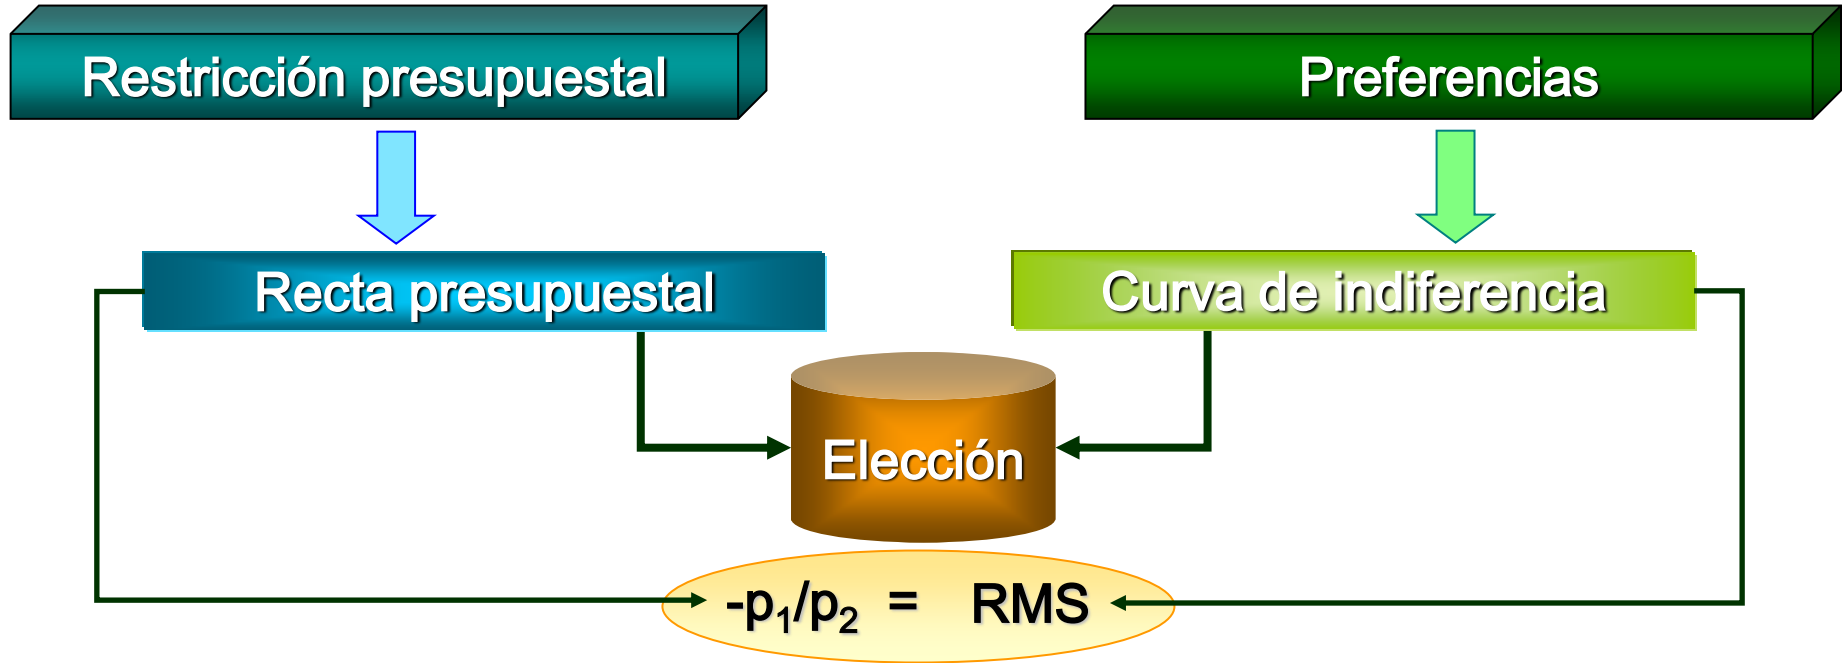 Restricción presupuestal
Preferencias
Recta presupuestal
Curva de indiferencia
Elección
-p₁/p₂ = RMS